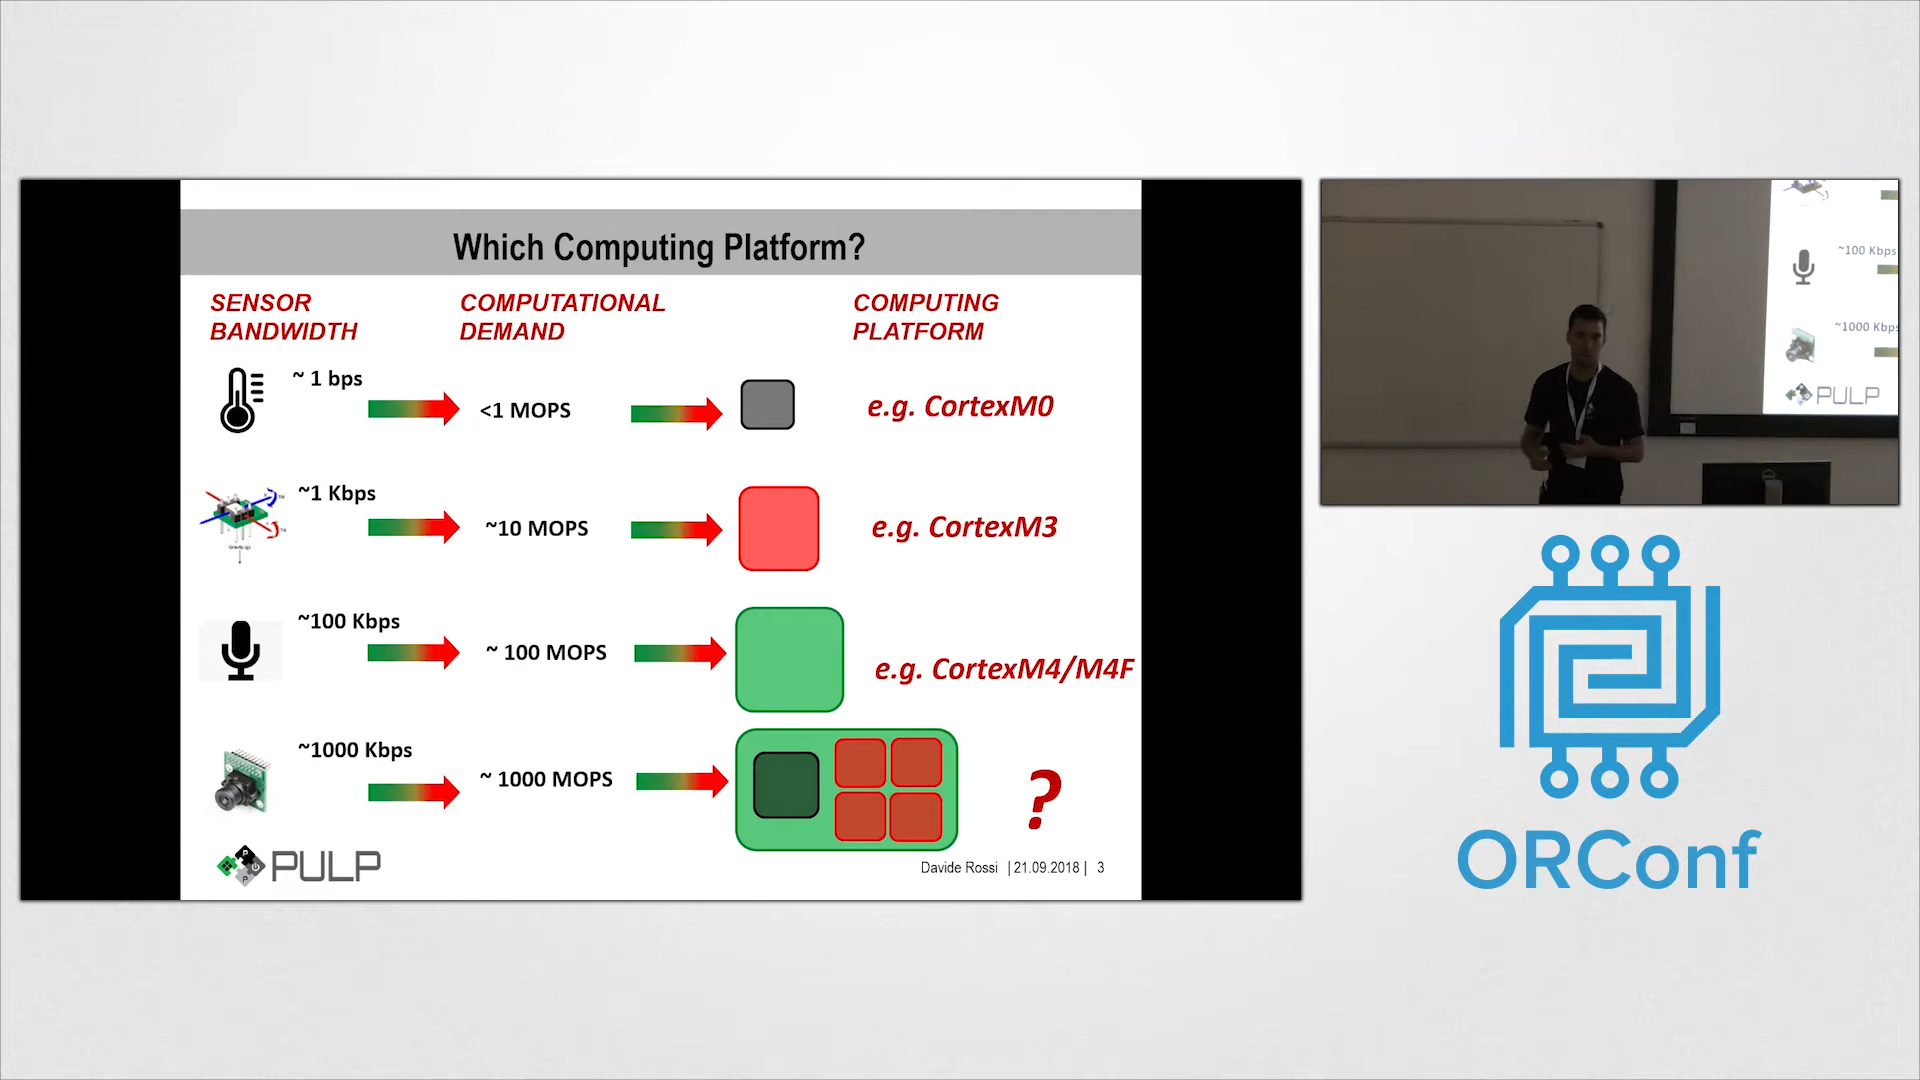 Which Computing Platform?
SENSOR BANDWIDTH
COMPUTATIONAL DEMAND
COMPUTING PLATFORM
~ 1 bps
<1 MOPS
e.g. CortexM0
~1 Kbps
~10 MOPS
e.g. CortexM3
~100 Kbps
~ 100 MOPS
e.g. CortexM4/M4F
~1000 Kbps
~ 1000 MOPS
?
PULP
Davide Rossi | 21.09.2018 | 3
~100 Kbps
~1000 Kbps
PULP
ORConf